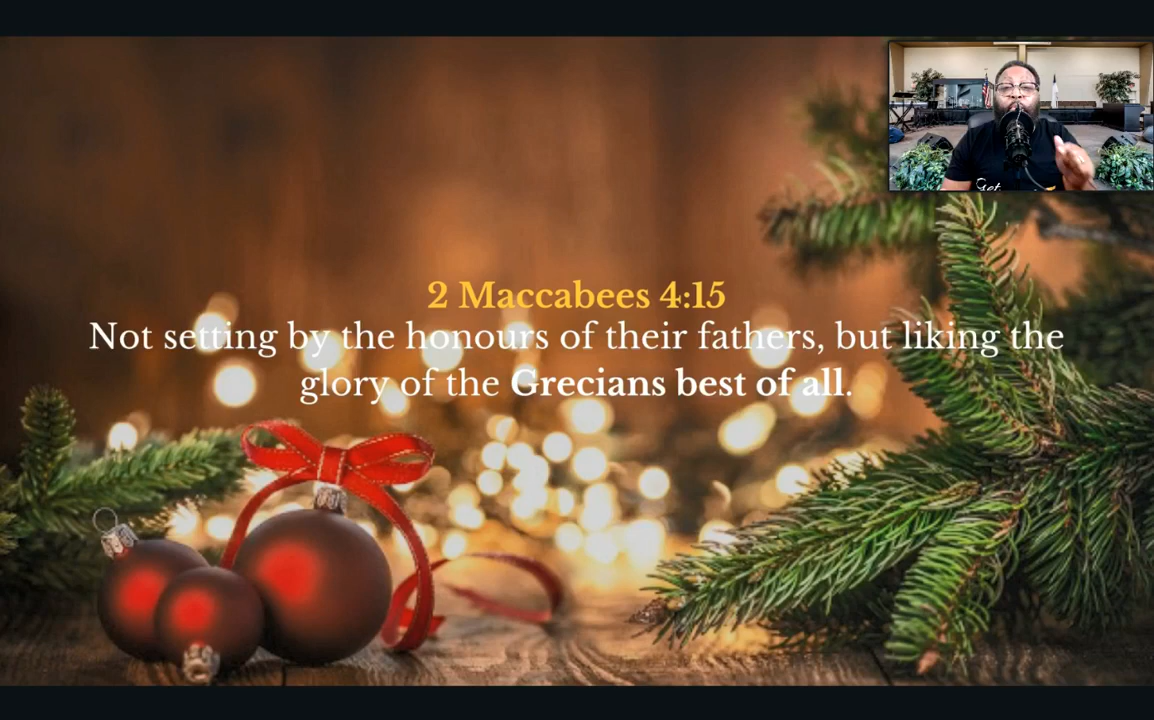 2 Maccabees 4:15
Not setting by the honours of their fathers, but liking the
glory of the Grecians best of all.
Get